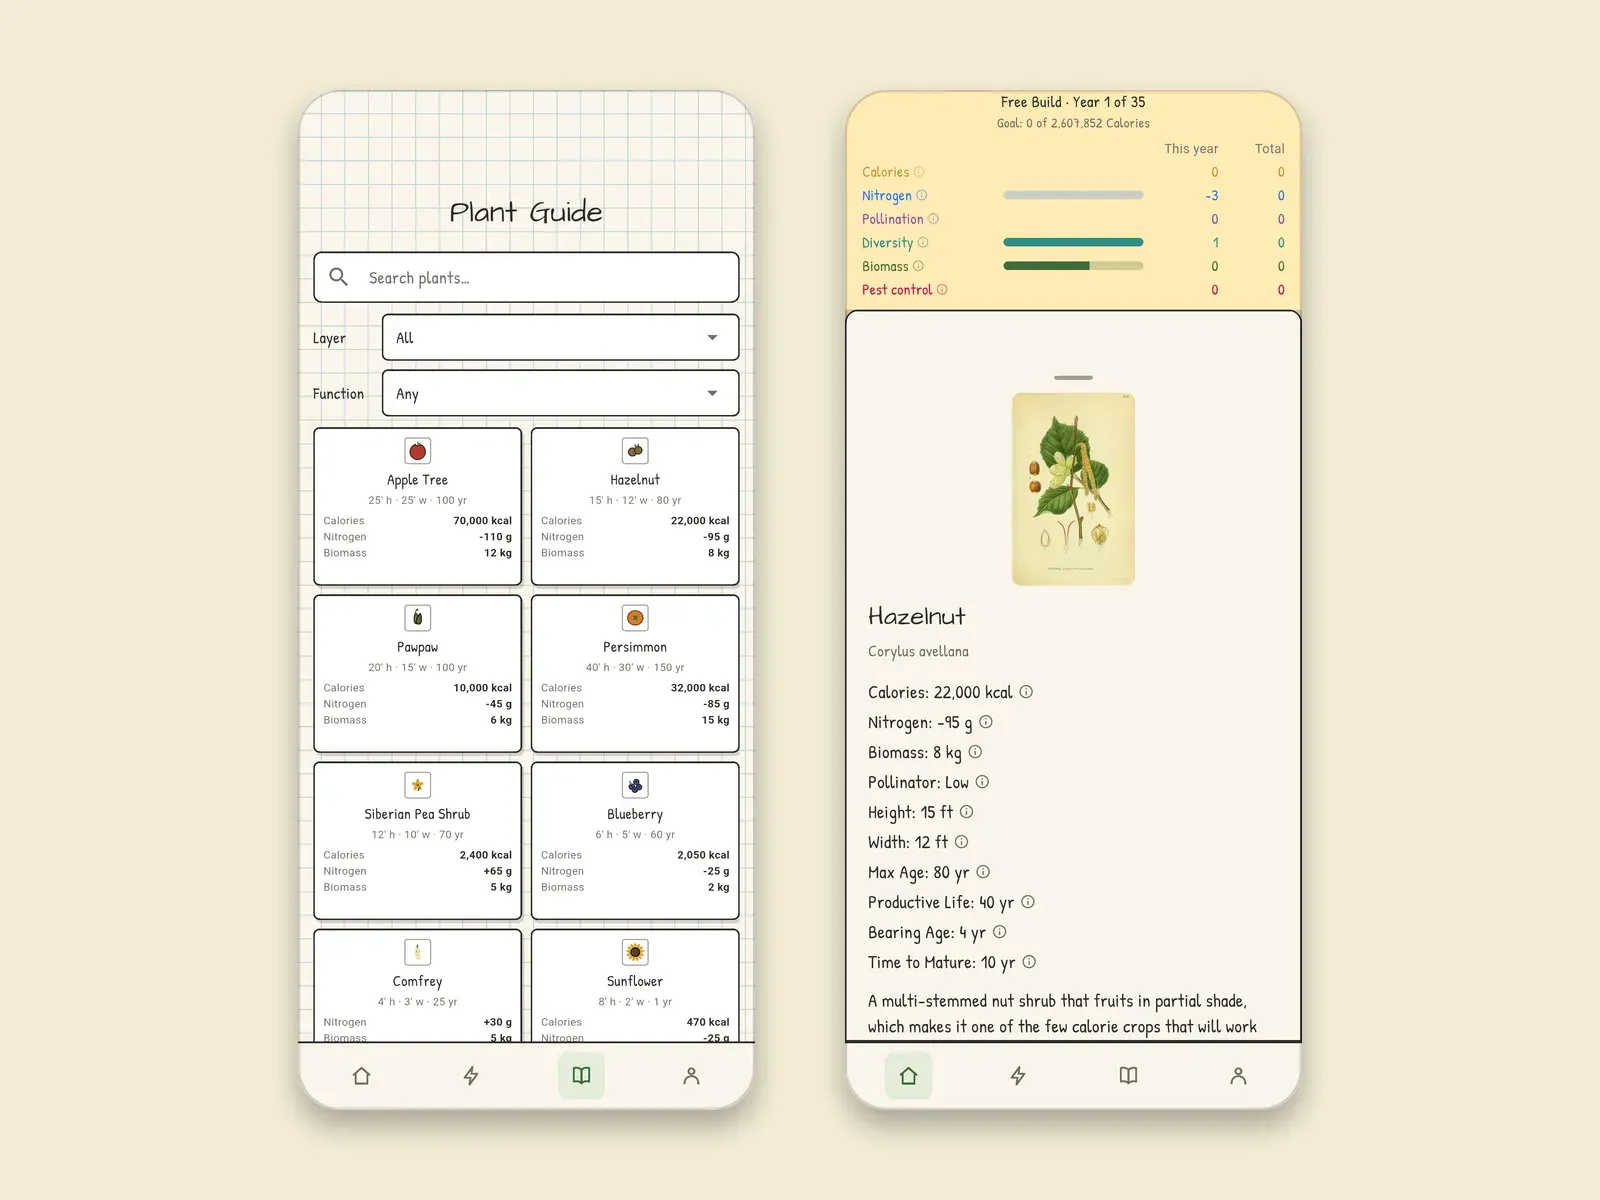 Plant Guide
Search plants...
Layer
All
Function
Any
Apple Tree
25' h · 25' w · 100 yr
Calories 70,000 kcal
Nitrogen -110 g
Biomass 12 kg
Hazelnut
15' h · 12' w · 80 yr
Calories 22,000 kcal
Nitrogen -95 g
Biomass 8 kg
Pawpaw
20' h · 15' w · 100 yr
Calories 10,000 kcal
Nitrogen -45 g
Biomass 6 kg
Persimmon
40' h · 30' w · 150 yr
Calories 32,000 kcal
Nitrogen -85 g
Biomass 15 kg
Siberian Pea Shrub
12' h · 10' w · 70 yr
Calories 2,400 kcal
Nitrogen +65 g
Biomass 5 kg
Blueberry
6' h · 5' w · 60 yr
Calories 2,050 kcal
Nitrogen -25 g
Biomass 2 kg
Comfrey
4' h · 3' w · 25 yr
Nitrogen +30 g
Biomass 5 kg
Sunflower
8' h · 2' w · 1 yr
Calories 470 kcal
Nitrogen -25 g
Free Build · Year 1 of 35
Goal: 0 of 2,607,852 Calories
This year Total
Calories 0 0
Nitrogen -3 0
Pollination 0 0
Diversity 1 0
Biomass 0 0
Pest control 0 0
Hazelnut
Corylus avellana
Calories: 22,000 kcal
Nitrogen: -95 g
Biomass: 8 kg
Pollinator: Low
Height: 15 ft
Width: 12 ft
Max Age: 80 yr
Productive Life: 40 yr
Bearing Age: 4 yr
Time to Mature: 10 yr
A multi-stemmed nut shrub that fruits in partial shade,
which makes it one of the few calorie crops that will work